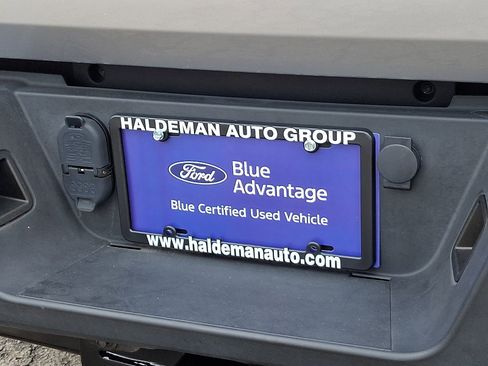 HALDEMAN AUTO GROUP
Ford
Blue
Advantage
Blue Certified Used Vehicle
www.haldemanauto.com